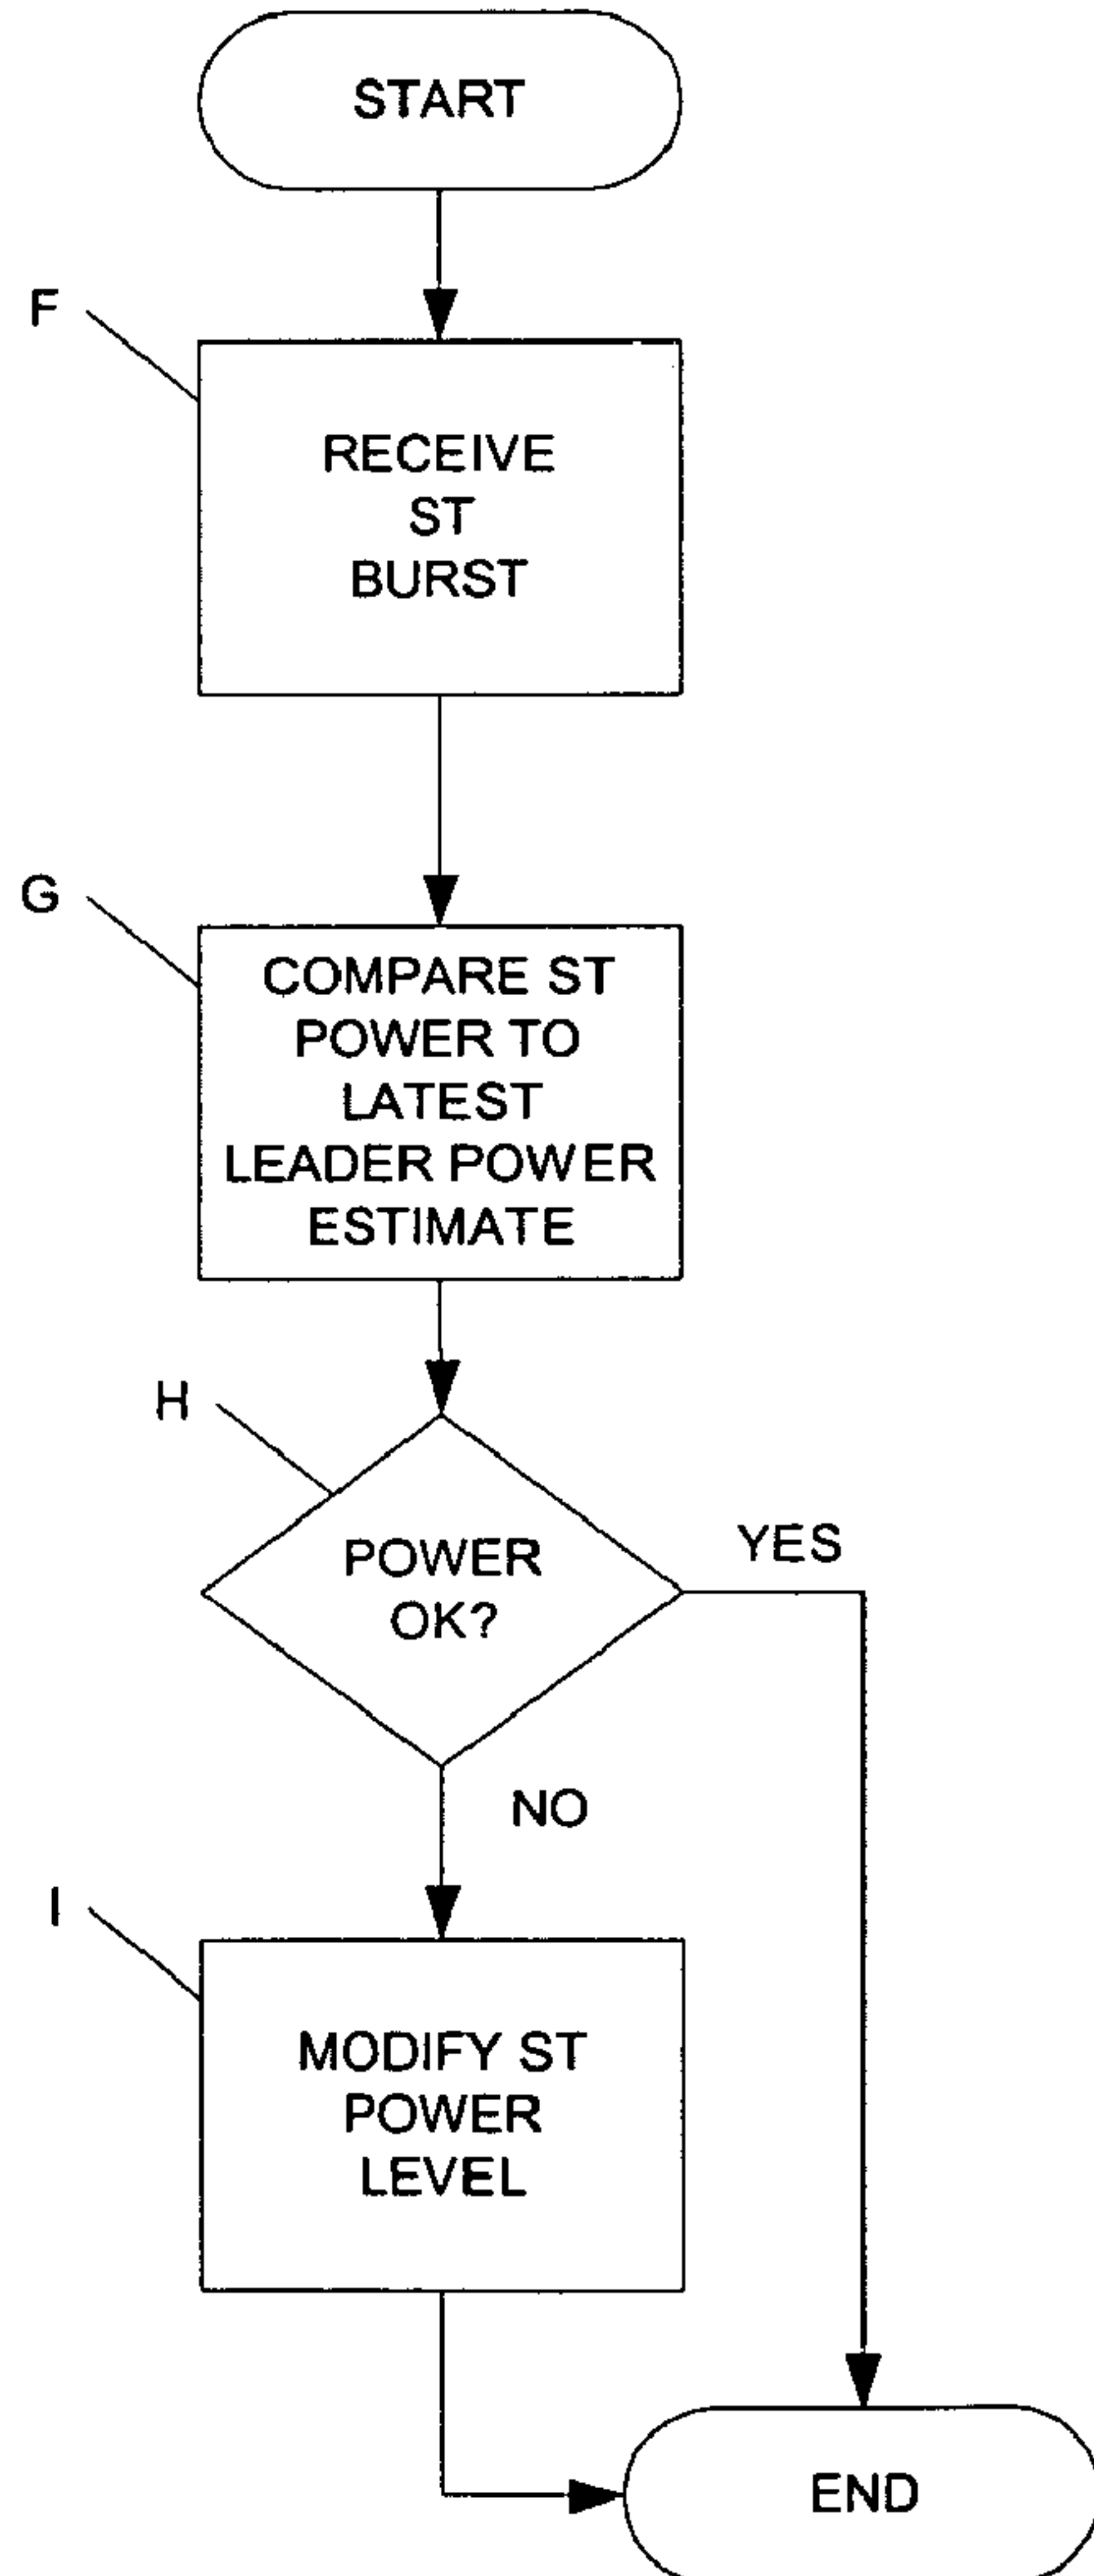 START
F
RECEIVE
ST
BURST
G
COMPARE ST
POWER TO
LATEST
LEADER POWER
ESTIMATE
H
POWER
OK?
YES
NO
I
MODIFY ST
POWER
LEVEL
END